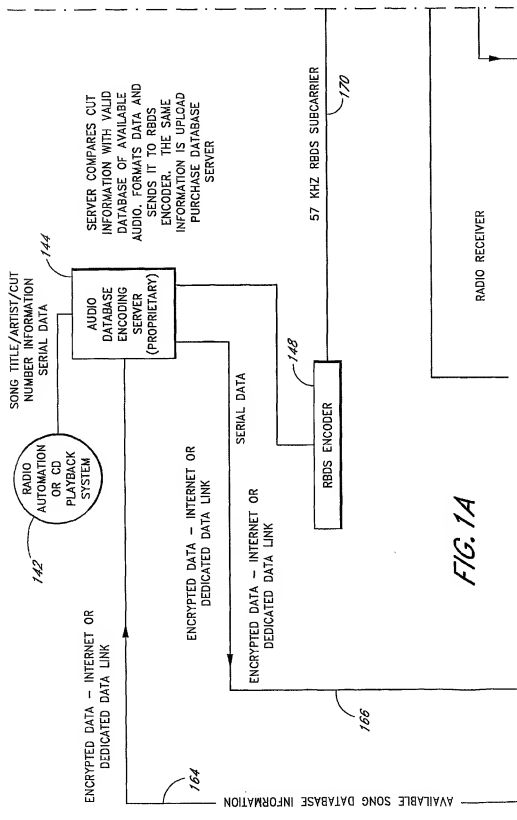 SONG TITLE/ARTIST/CUT
NUMBER INFORMATION
SERIAL DATA
144
RADIO
AUTOMATION
OR CD
PLAYBACK
SYSTEM
142
AUDIO
DATABASE
ENCODING
SERVER
(PROPRIETARY)
SERVER COMPARES CUT
INFORMATION WITH VALID
DATABASE OF AVAILABLE
AUDIO. FORMATS DATA AND
SENDS IT TO RBDS
ENCODER. THE SAME
INFORMATION IS UPLOAD
PURCHASE DATABASE
SERVER
ENCRYPTED DATA – INTERNET OR
DEDICATED DATA LINK
164
AVAILABLE SONG DATABASE INFORMATION
ENCRYPTED DATA – INTERNET OR
DEDICATED DATA LINK
SERIAL DATA
ENCRYPTED DATA – INTERNET OR
DEDICATED DATA LINK
166
148
RBDS ENCODER
57 KHZ RBDS SUBCARRIER
170
RADIO RECEIVER
FIG. 1A